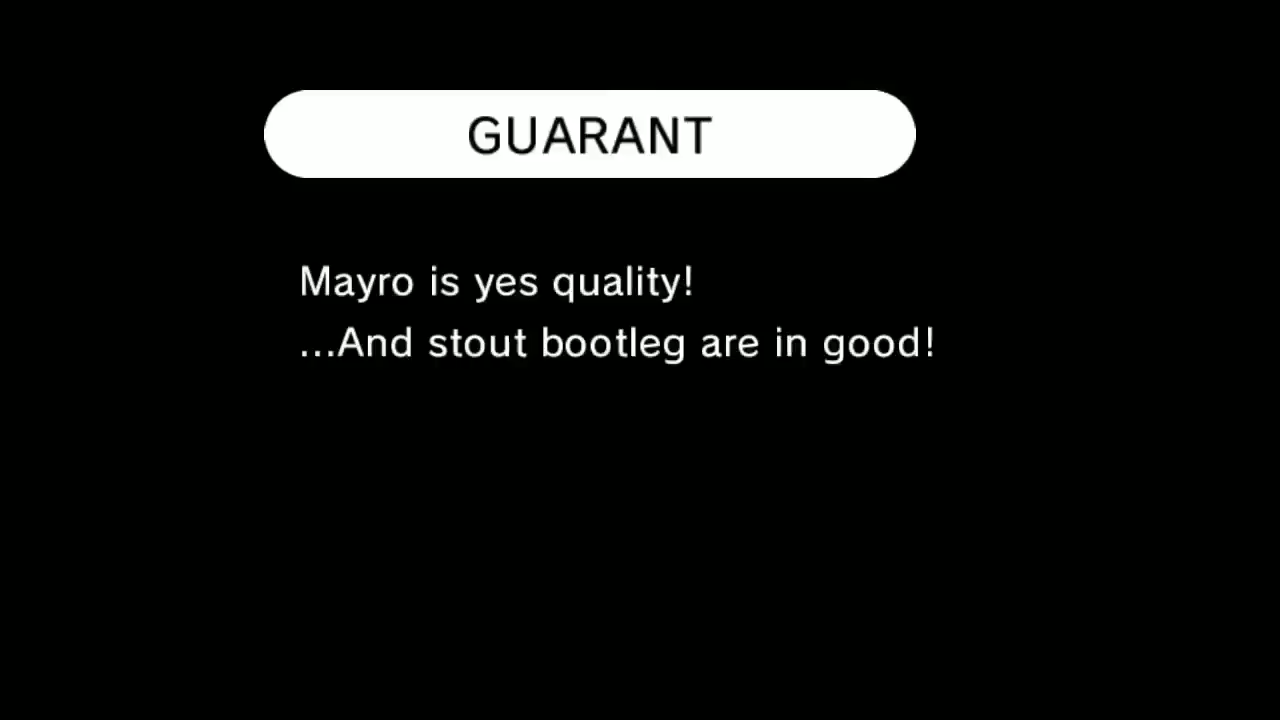 GUARANT
Mayro is yes quality!
...And stout bootleg are in good!